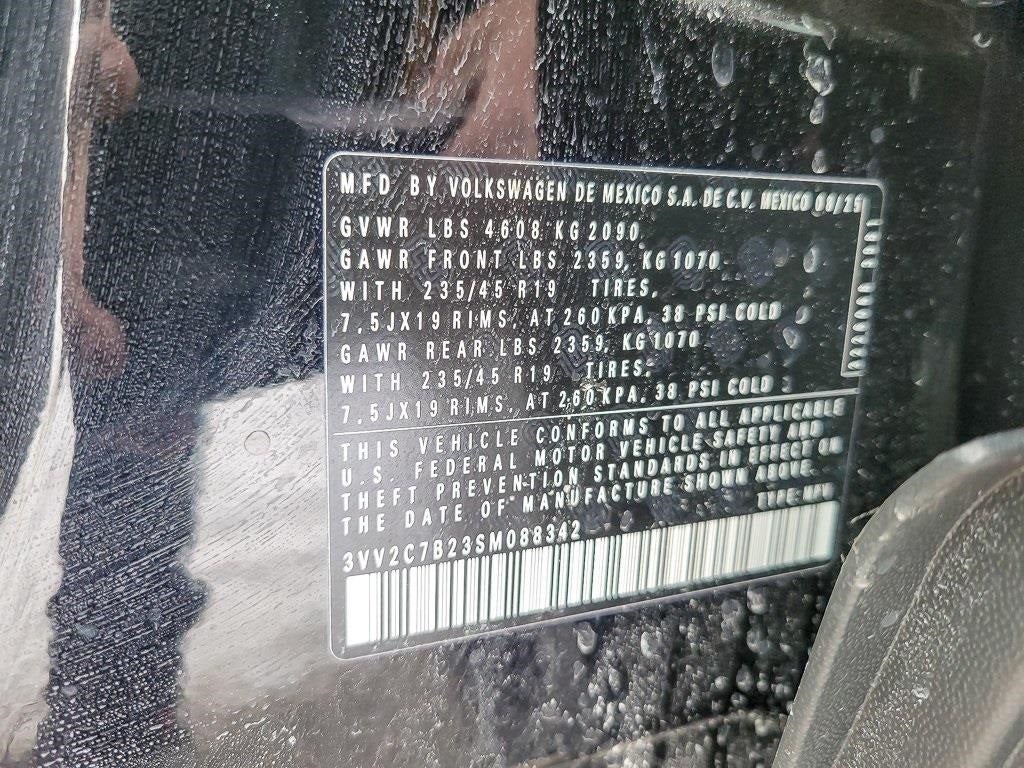 MFD BY VOLKSWAGEN DE MEXICO S.A. DE C.V. MEXICO
GVWR LBS 4608, KG 2090,
GAWR FRONT LBS 2359, KG 1070
WITH 235/45 R19 TIRES,
7,5JX19 RIMS, AT 260 KPA, 38 PSI COLD
GAWR REAR LBS 2359, KG 1070
WITH 235/45 R19 TIRES,
7,5JX19 RIMS, AT 260 KPA, 38 PSI COLD
THIS VEHICLE CONFORMS TO ALL APPLICABLE
U.S. FEDERAL MOTOR VEHICLE SAFETY AND
THEFT PREVENTION STANDARDS IN EFFECT ON
THE DATE OF MANUFACTURE SHOWN ABOVE.
TYPE: MPV
3VV2C7B23SM088342